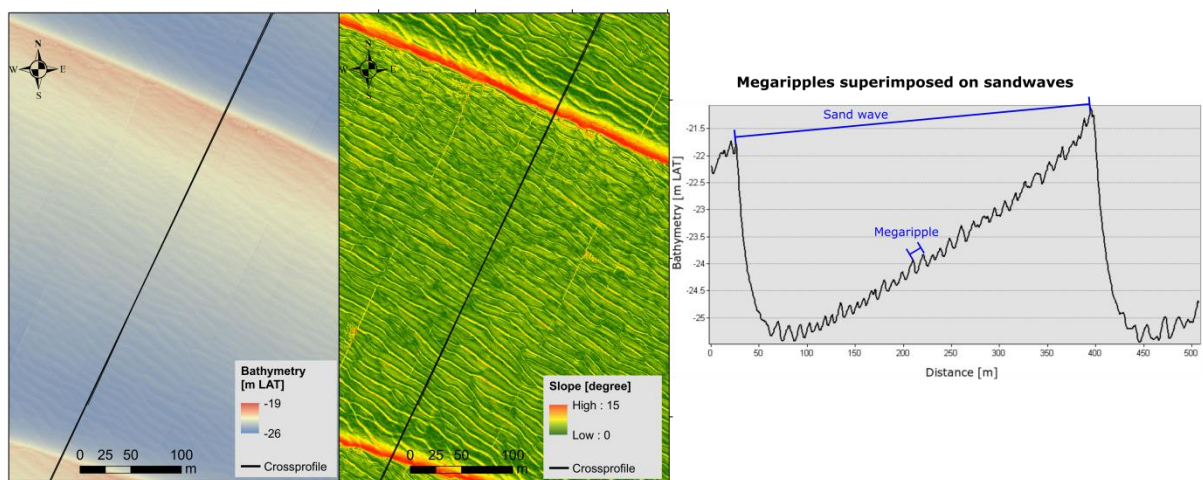 N
W E
S
Bathymetry
[m LAT]
-19
-26
0 25 50 100
m
Crossprofile
N
W E
S
Slope [degree]
High : 15
Low : 0
0 25 50 100
m
Crossprofile
Megaripples superimposed on sandwaves
Sand wave
Megaripple
Bathymetry [m LAT]
-21.5
-22
-22.5
-23
-23.5
-24
-24.5
-25
0 50 100 150 200 250 300 350 400 450 500
Distance [m]